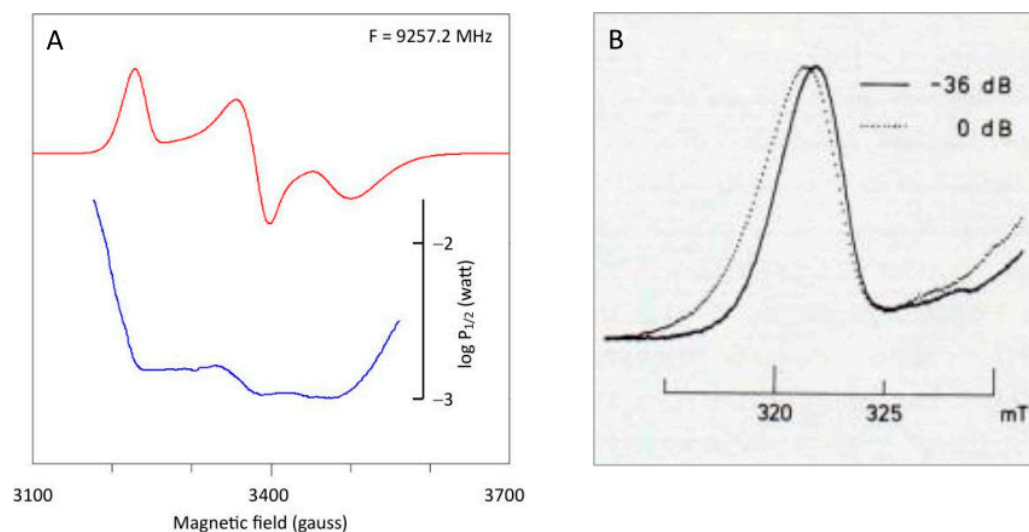 A
F = 9257.2 MHz
−2
log P1/2 (watt)
−3
3100
3400
3700
Magnetic field (gauss)
B
-36 dB
0 dB
320
325
mT